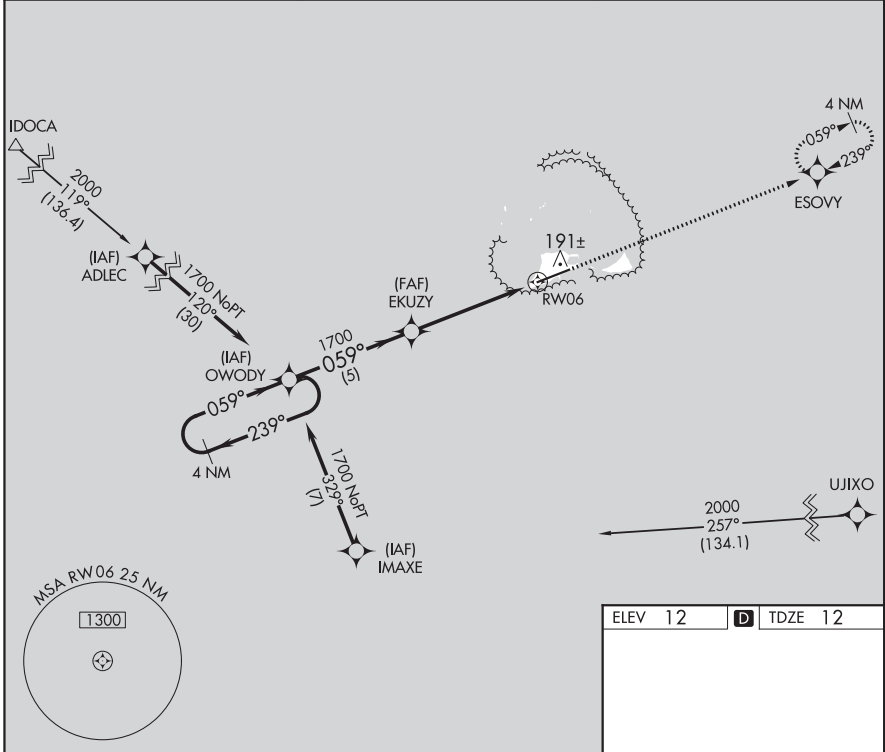 4 NM
059°
239°
ESOVY
IDOCA
2000
119°
(136.4)
(IAF)
ADLEC
1700 NoPT
120°
(30)
191±
RW06
(FAF)
EKUZY
1700
059°
(5)
(IAF)
OWODY
059°
239°
4 NM
1700 NoPT
329°
(7)
(IAF)
IMAXE
UJIXO
2000
257°
(134.1)
MSA RW06 25 NM
1300
ELEV 12 D TDZE 12